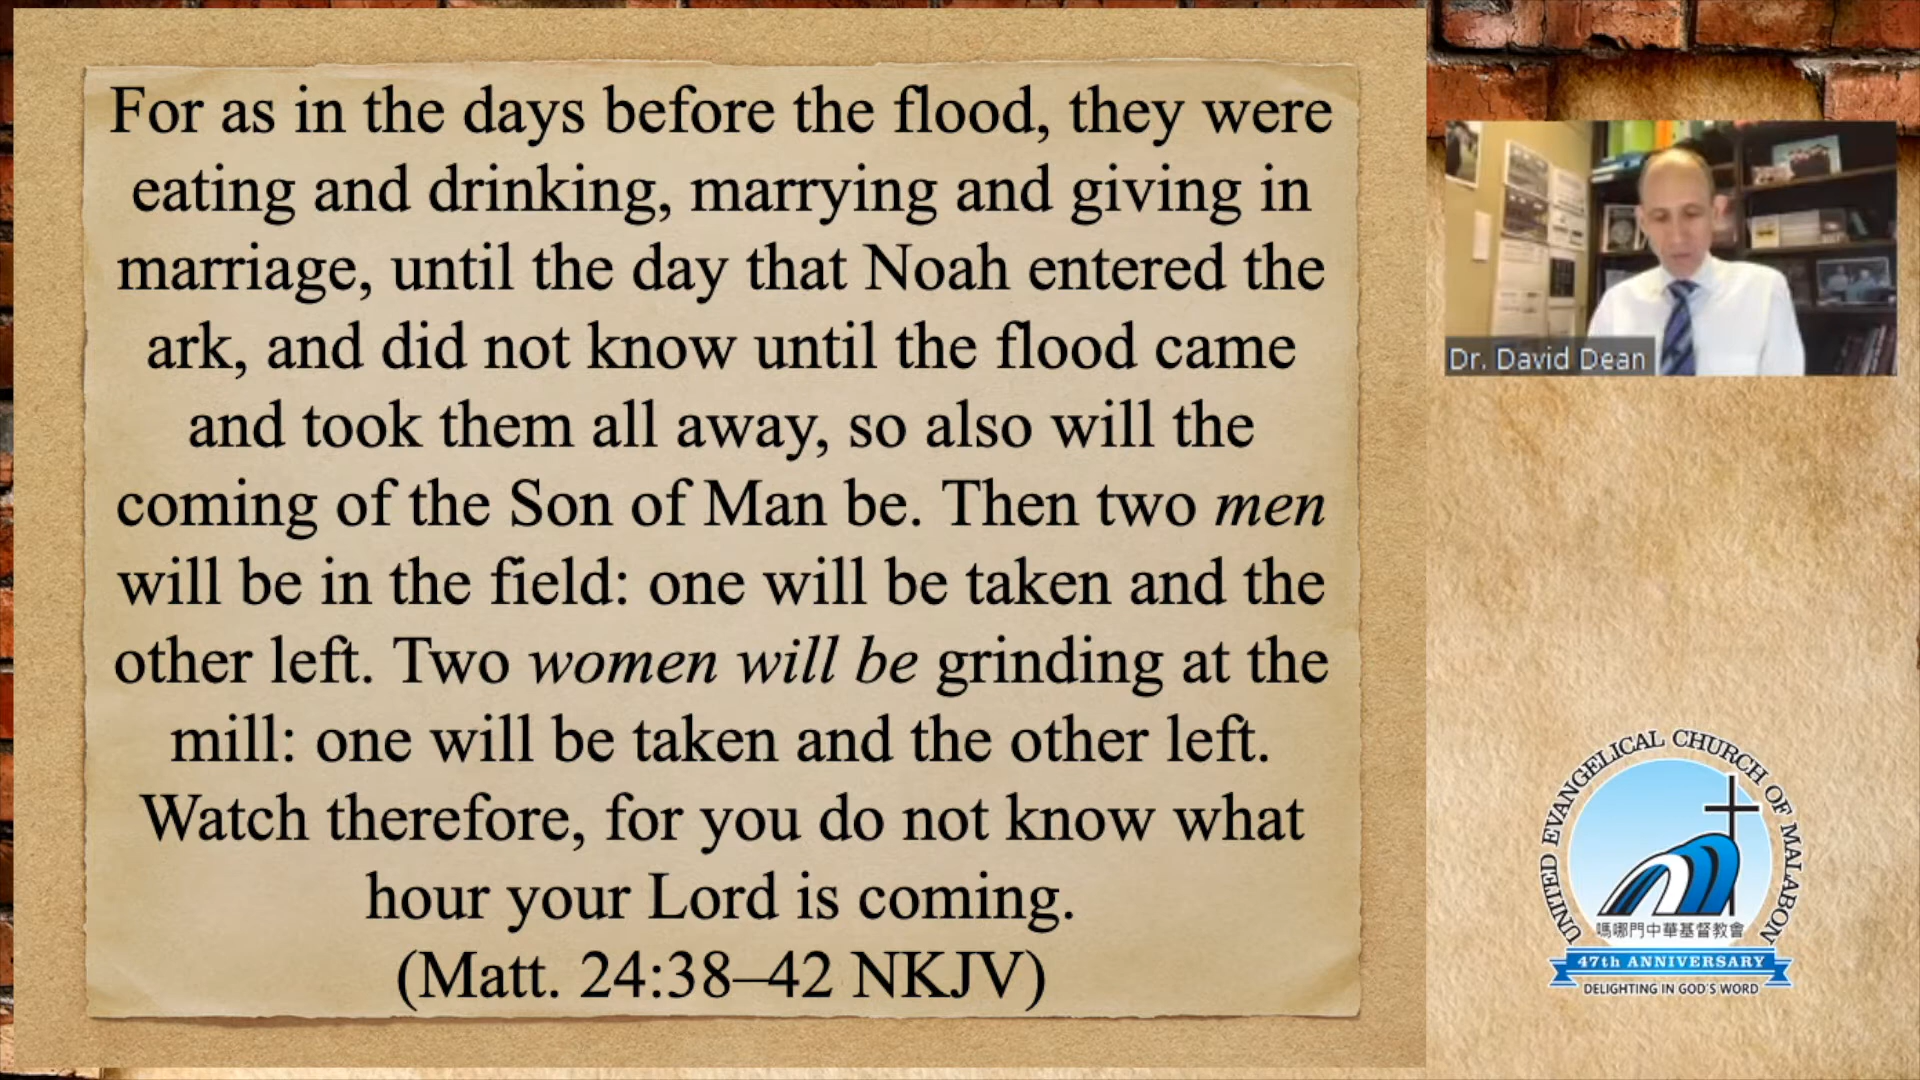 For as in the days before the flood, they were
eating and drinking, marrying and giving in
marriage, until the day that Noah entered the
ark, and did not know until the flood came
and took them all away, so also will the
coming of the Son of Man be. Then two men
will be in the field: one will be taken and the
other left. Two women will be grinding at the
mill: one will be taken and the other left.
Watch therefore, for you do not know what
hour your Lord is coming.
(Matt. 24:38–42 NKJV)
Dr. David Dean
UNITED EVANGELICAL CHURCH OF MALABON
嗎哪門中華基督教會
47th ANNIVERSARY
DELIGHTING IN GOD'S WORD